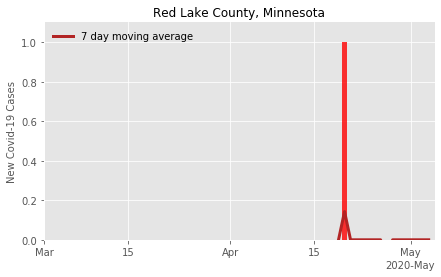 Red Lake County, Minnesota
7 day moving average
New Covid-19 Cases
1.0
0.8
0.6
0.4
0.2
0.0
Mar
15
Apr
15
May
2020-May